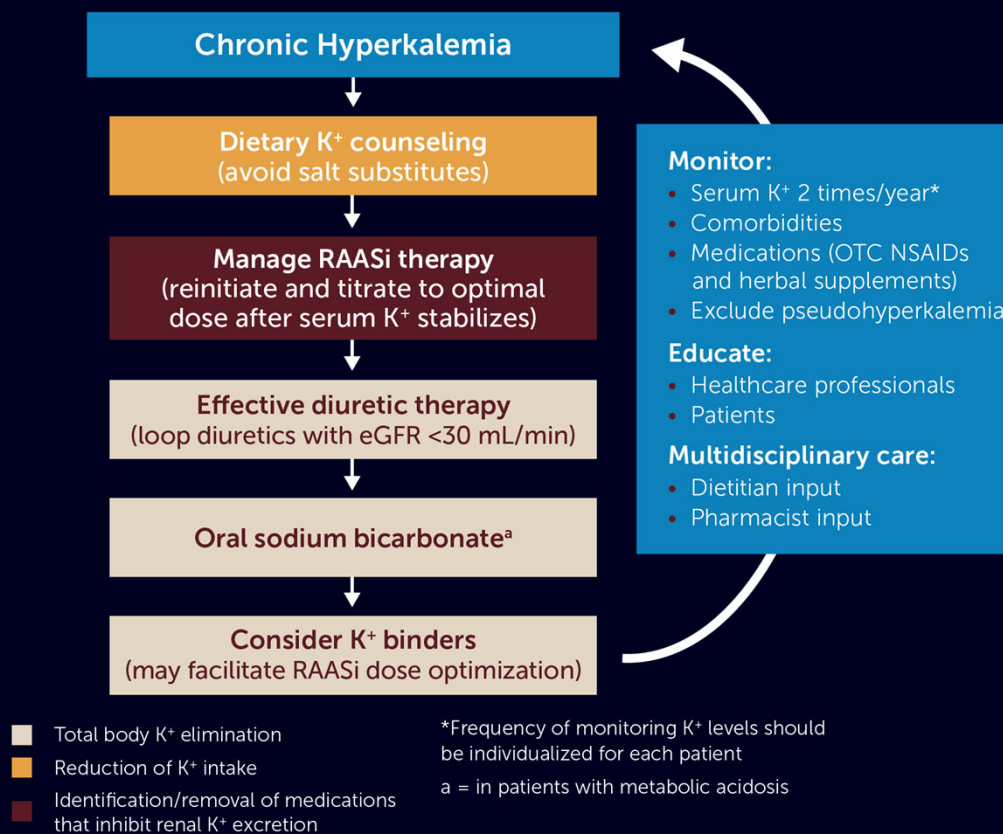 Chronic Hyperkalemia
Dietary K⁺ counseling
(avoid salt substitutes)
Manage RAASi therapy
(reinitiate and titrate to optimal
dose after serum K⁺ stabilizes)
Effective diuretic therapy
(loop diuretics with eGFR <30 mL/min)
Oral sodium bicarbonateᵃ
Consider K⁺ binders
(may facilitate RAASi dose optimization)
Monitor:
• Serum K⁺ 2 times/year*
• Comorbidities
• Medications (OTC NSAIDs
and herbal supplements)
• Exclude pseudohyperkalemia
Educate:
• Healthcare professionals
• Patients
Multidisciplinary care:
• Dietitian input
• Pharmacist input
Total body K⁺ elimination
Reduction of K⁺ intake
Identification/removal of medications
that inhibit renal K⁺ excretion
*Frequency of monitoring K⁺ levels should
be individualized for each patient
a = in patients with metabolic acidosis